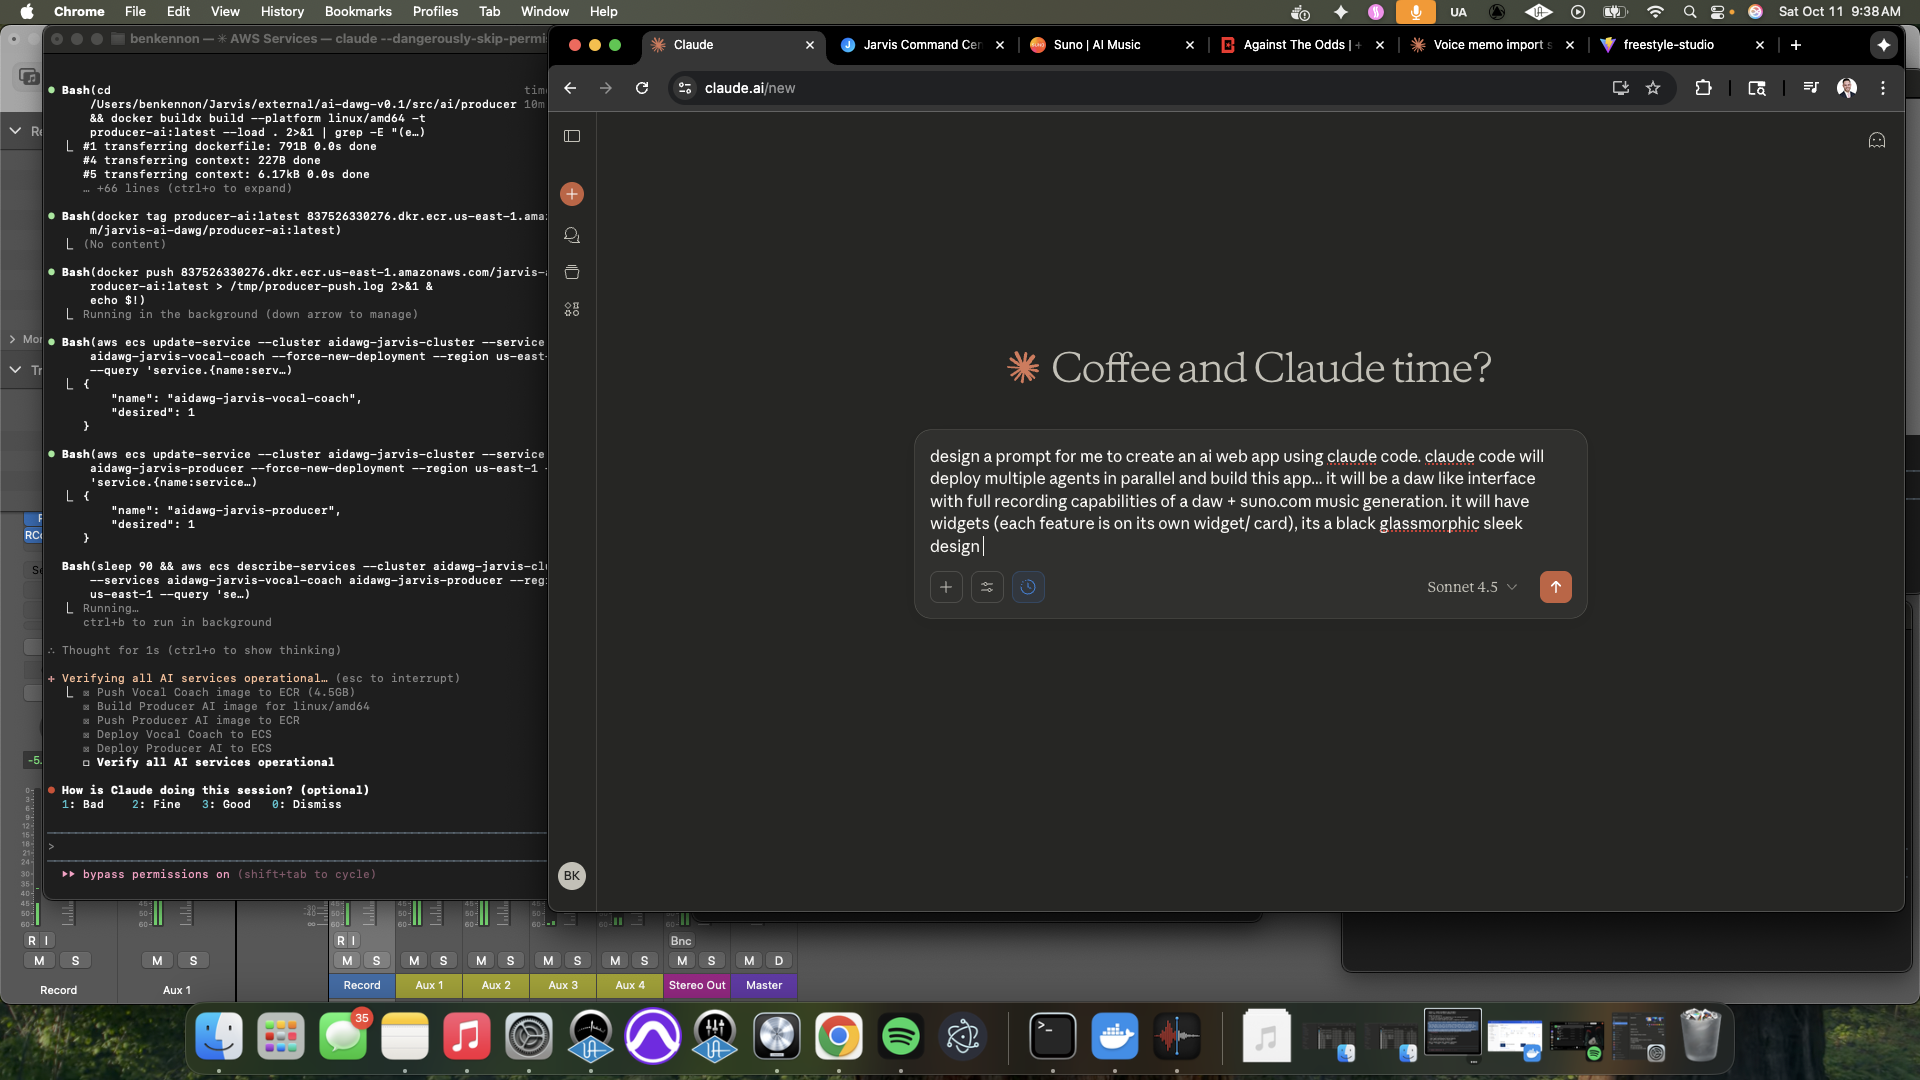 Chrome File Edit View History Bookmarks Profiles Tab Window Help
UA
Sat Oct 11 9:38 AM
benkennon — ✳ AWS Services — claude --dangerously-skip-permi
Claude
Jarvis Command Cen
Suno | AI Music
Against The Odds |
Voice memo import s
freestyle-studio
claude.ai/new
Bash(cd
/Users/benkennon/Jarvis/external/ai-dawg-v0.1/src/ai/producer
&& docker buildx build --platform linux/amd64 -t
producer-ai:latest --load . 2>&1 | grep -E "(e…)
time
10m
#1 transferring dockerfile: 791B 0.0s done
#4 transferring context: 227B done
#5 transferring context: 6.17kB 0.0s done
… +66 lines (ctrl+o to expand)
Bash(docker tag producer-ai:latest 837526330276.dkr.ecr.us-east-1.ama
m/jarvis-ai-dawg/producer-ai:latest)
(No content)
Bash(docker push 837526330276.dkr.ecr.us-east-1.amazonaws.com/jarvis-a
roducer-ai:latest > /tmp/producer-push.log 2>&1 &
echo $!)
Running in the background (down arrow to manage)
Bash(aws ecs update-service --cluster aidawg-jarvis-cluster --service
aidawg-jarvis-vocal-coach --force-new-deployment --region us-east-
--query 'service.{name:serv…)
{
"name": "aidawg-jarvis-vocal-coach",
"desired": 1
}
Bash(aws ecs update-service --cluster aidawg-jarvis-cluster --service
aidawg-jarvis-producer --force-new-deployment --region us-east-1 -
'service.{name:service…)
{
"name": "aidawg-jarvis-producer",
"desired": 1
}
Bash(sleep 90 && aws ecs describe-services --cluster aidawg-jarvis-cl
--services aidawg-jarvis-vocal-coach aidawg-jarvis-producer --reg
us-east-1 --query 'se…)
Running…
ctrl+b to run in background
∴ Thought for 1s (ctrl+o to show thinking)
Verifying all AI services operational… (esc to interrupt)
☒ Push Vocal Coach image to ECR (4.5GB)
☒ Build Producer AI image for linux/amd64
☒ Push Producer AI image to ECR
☒ Deploy Vocal Coach to ECS
☒ Deploy Producer AI to ECS
☐ Verify all AI services operational
How is Claude doing this session? (optional)
1: Bad 2: Fine 3: Good 0: Dismiss
>
bypass permissions on (shift+tab to cycle)
Coffee and Claude time?
design a prompt for me to create an ai web app using claude code. claude code will
deploy multiple agents in parallel and build this app... it will be a daw like interface
with full recording capabilities of a daw + suno.com music generation. it will have
widgets (each feature is on its own widget/ card), its a black glassmorphic sleek
design
Sonnet 4.5
BK
Re
Mor
Tr
RCo
-5.
R I
R I
Bnc
M S M S M S M S M S M S M S M S M D
Record
Aux 1
Record
Aux 1
Aux 2
Aux 3
Aux 4
Stereo Out
Master
35